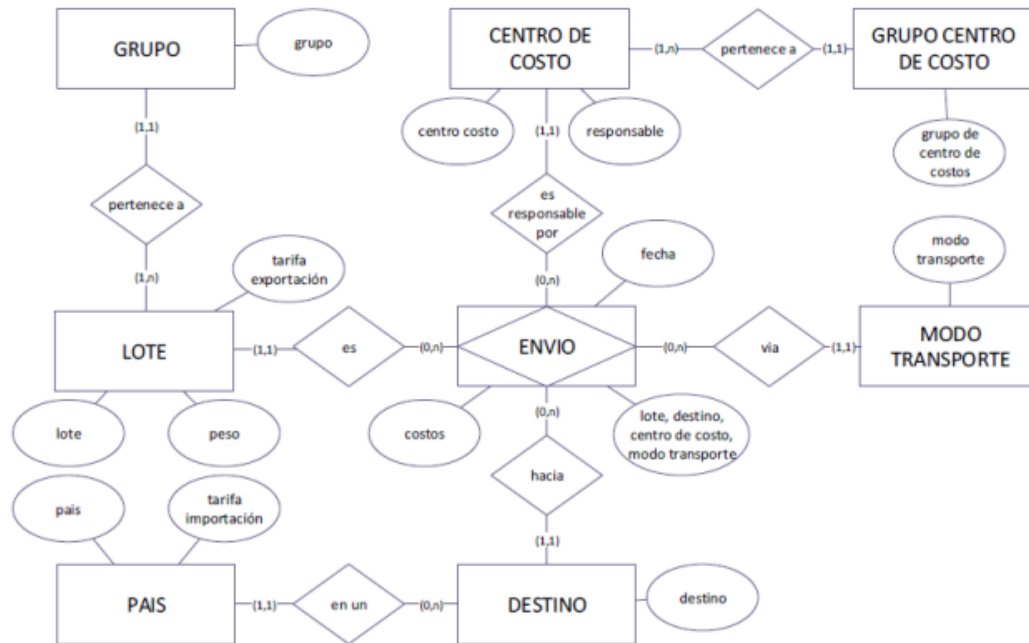 GRUPO
grupo
CENTRO DE
COSTO
(1,n)
pertenece a
(1,1)
GRUPO CENTRO
DE COSTO
centro costo
responsable
grupo de
centro de
costos
(1,1)
(1,1)
pertenece a
es
responsable
por
modo
transporte
tarifa
exportación
fecha
(1,n)
(0,n)
LOTE
(1,1)
es
(0,n)
ENVIO
(0,n)
via
(1,1)
MODO
TRANSPORTE
lote
peso
costos
(0,n)
lote, destino,
centro de costo,
modo transporte
hacia
pais
tarifa
importación
(1,1)
PAIS
(1,1)
en un
(0,n)
DESTINO
destino